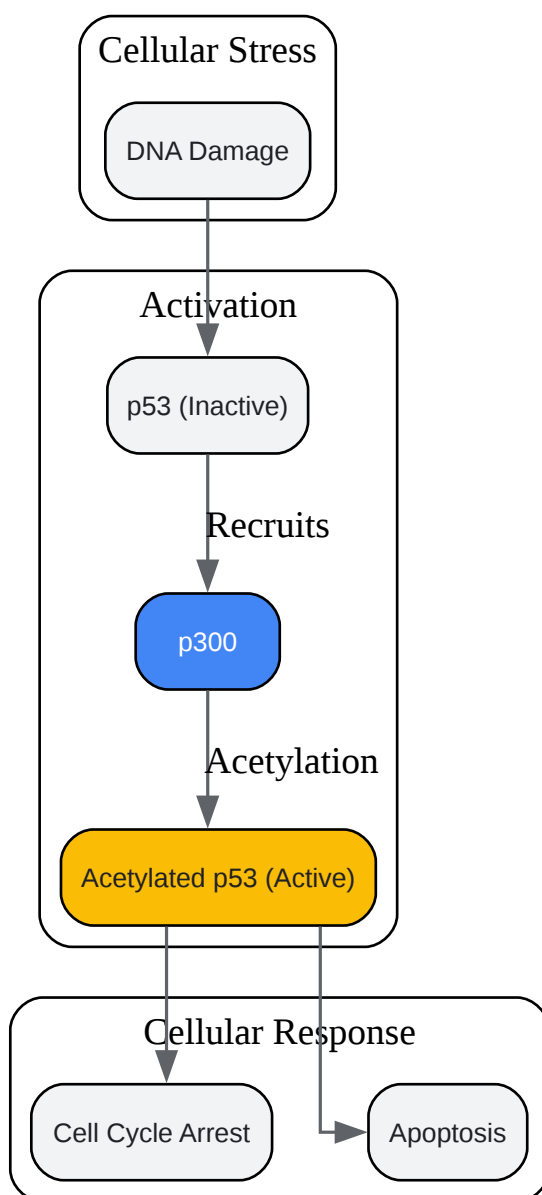 Cellular Stress
DNA Damage
Activation
p53 (Inactive)
Recruits
p300
Acetylation
Acetylated p53 (Active)
Cellular Response
Cell Cycle Arrest
Apoptosis